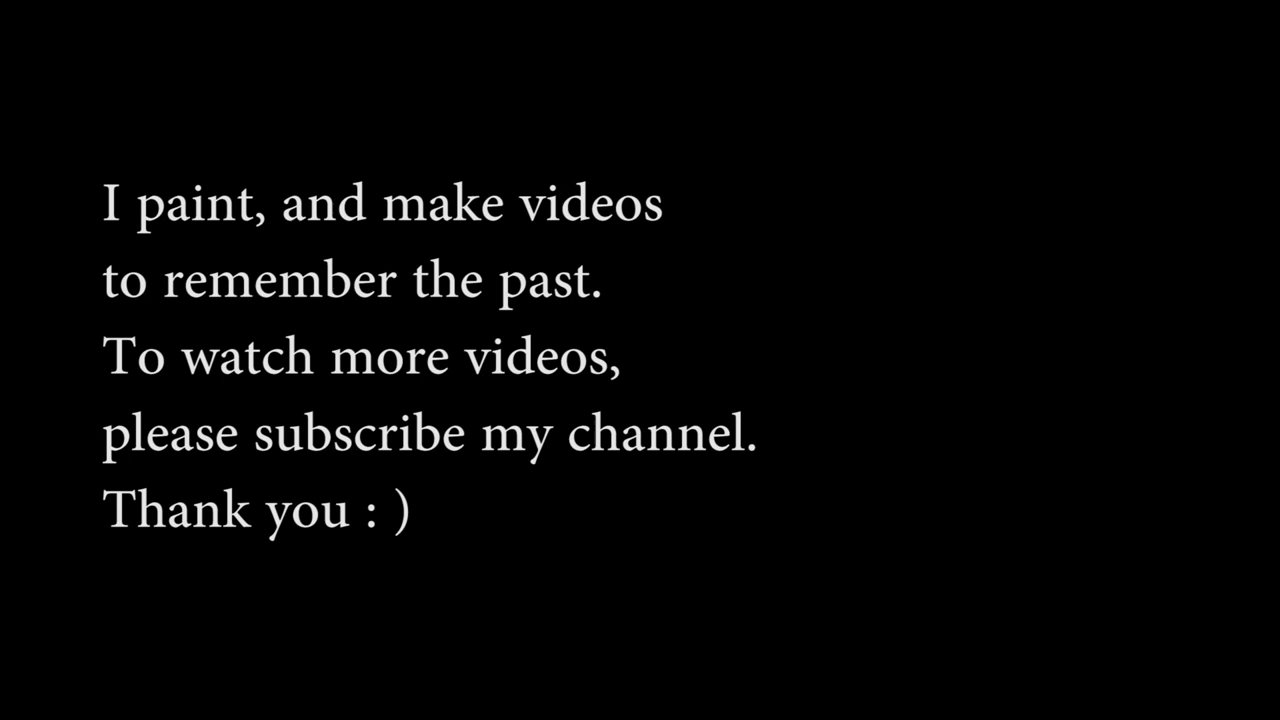 I paint, and make videos
to remember the past.
To watch more videos,
please subscribe my channel.
Thank you : )